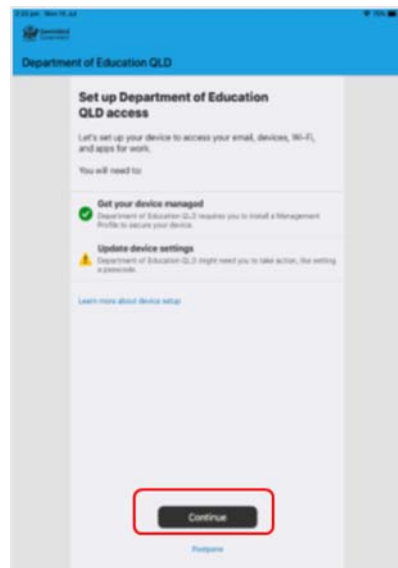 Queensland
Government
Department of Education QLD
Set up Department of Education
QLD access
Let's set up your device to access your email, devices, Wi-Fi,
and apps for work.
You will need to:
Get your device managed
Department of Education QLD requires you to install a Management
Profile to secure your device.
Update device settings
Department of Education QLD might need you to take action, like setting
a passcode.
Learn more about device setup
Continue
Postpone